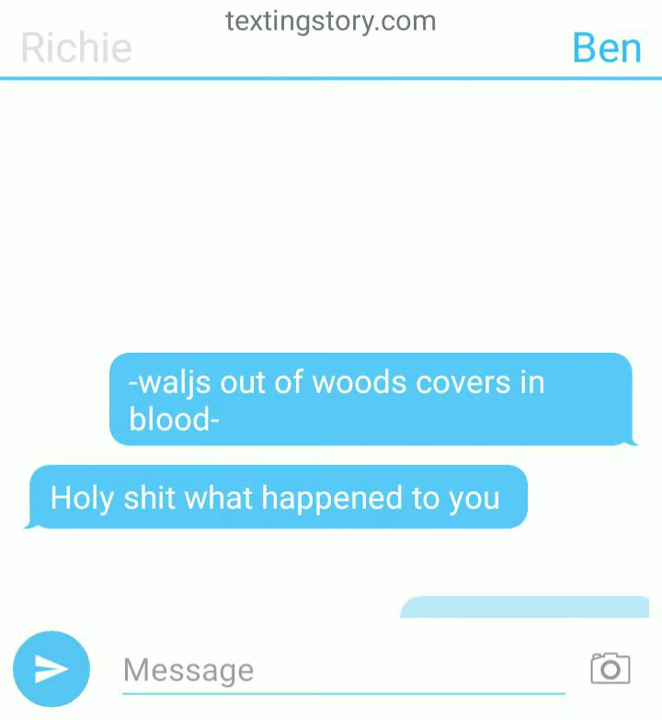 textingstory.com
Richie
Ben
-waljs out of woods covers in
blood-
Holy shit what happened to you
Message